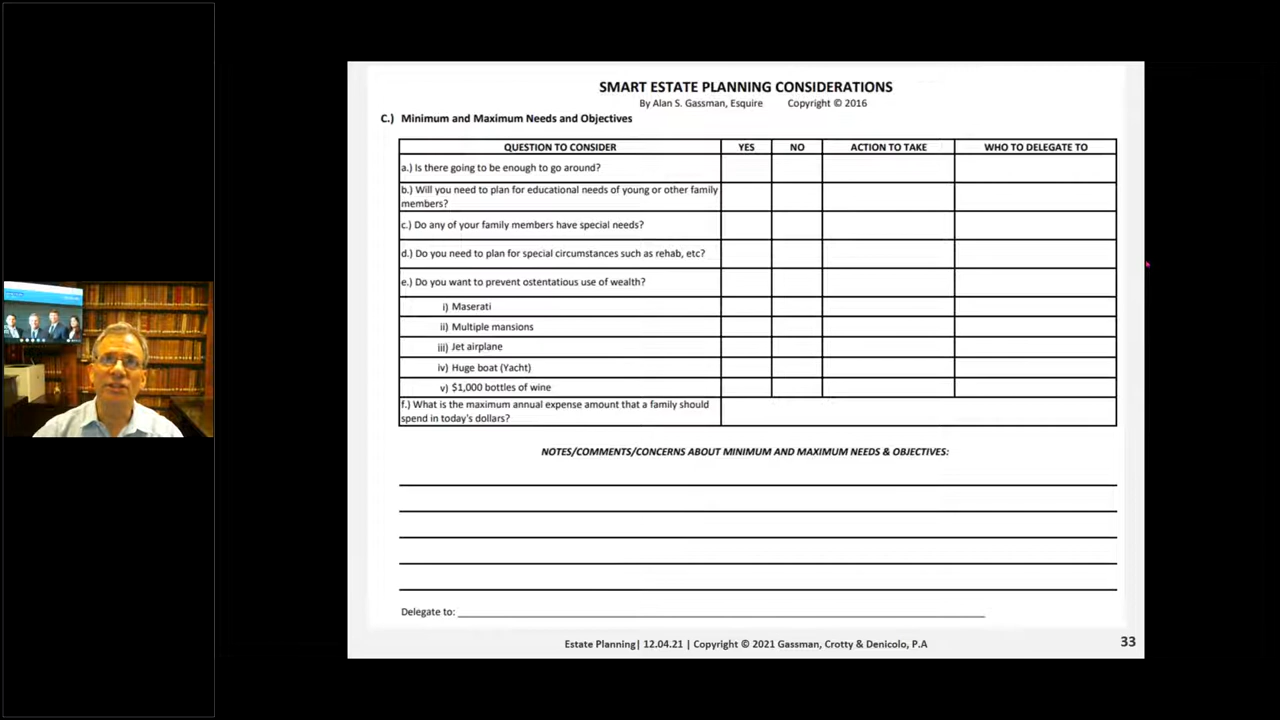 SMART ESTATE PLANNING CONSIDERATIONS
By Alan S. Gassman, Esquire Copyright © 2016
C.) Minimum and Maximum Needs and Objectives
QUESTION TO CONSIDER YES NO ACTION TO TAKE WHO TO DELEGATE TO
a.) Is there going to be enough to go around?
b.) Will you need to plan for educational needs of young or other family
members?
c.) Do any of your family members have special needs?
d.) Do you need to plan for special circumstances such as rehab, etc?
e.) Do you want to prevent ostentatious use of wealth?
i) Maserati
ii) Multiple mansions
iii) Jet airplane
iv) Huge boat (Yacht)
v) $1,000 bottles of wine
f.) What is the maximum annual expense amount that a family should
spend in today's dollars?
NOTES/COMMENTS/CONCERNS ABOUT MINIMUM AND MAXIMUM NEEDS & OBJECTIVES:
Delegate to:
Estate Planning| 12.04.21 | Copyright © 2021 Gassman, Crotty & Denicolo, P.A
33